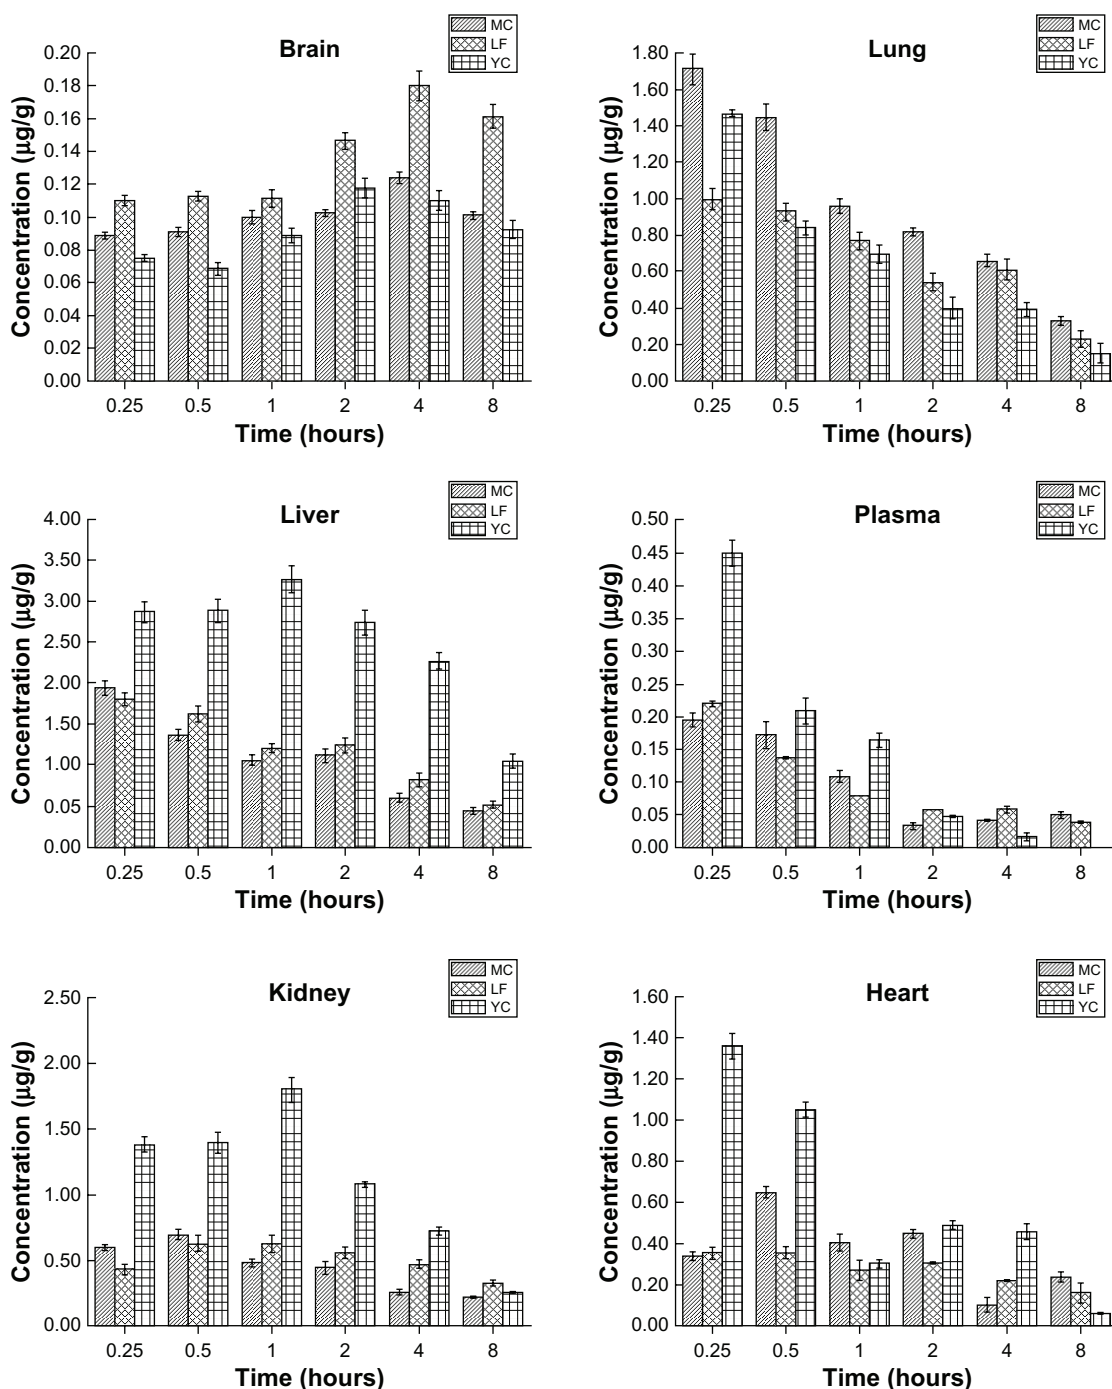 Brain
MC
LF
YC
Concentration (µg/g)
0.20
0.18
0.16
0.14
0.12
0.10
0.08
0.06
0.04
0.02
0.00
0.25 0.5 1 2 4 8
Time (hours)
Lung
MC
LF
YC
Concentration (µg/g)
1.80
1.60
1.40
1.20
1.00
0.80
0.60
0.40
0.20
0.00
0.25 0.5 1 2 4 8
Time (hours)
Liver
MC
LF
YC
Concentration (µg/g)
4.00
3.50
3.00
2.50
2.00
1.50
1.00
0.50
0.00
0.25 0.5 1 2 4 8
Time (hours)
Plasma
MC
LF
YC
Concentration (µg/g)
0.50
0.45
0.40
0.35
0.30
0.25
0.20
0.15
0.10
0.05
0.00
0.25 0.5 1 2 4 8
Time (hours)
Kidney
MC
LF
YC
Concentration (µg/g)
2.50
2.00
1.50
1.00
0.50
0.00
0.25 0.5 1 2 4 8
Time (hours)
Heart
MC
LF
YC
Concentration (µg/g)
1.60
1.40
1.20
1.00
0.80
0.60
0.40
0.20
0.00
0.25 0.5 1 2 4 8
Time (hours)